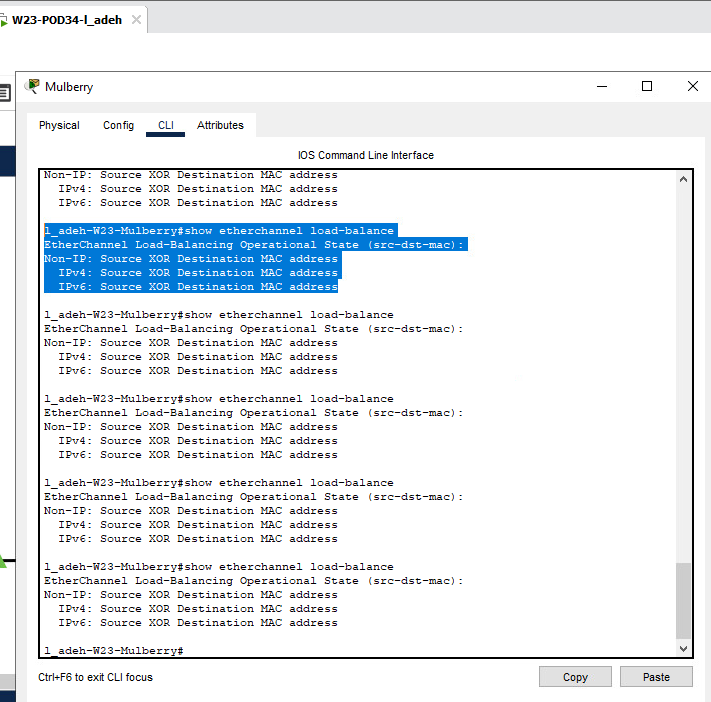 W23-POD34-l_adeh
Mulberry
Physical Config CLI Attributes
IOS Command Line Interface
Non-IP: Source XOR Destination MAC address
  IPv4: Source XOR Destination MAC address
  IPv6: Source XOR Destination MAC address
l_adeh-W23-Mulberry#show etherchannel load-balance
EtherChannel Load-Balancing Operational State (src-dst-mac):
Non-IP: Source XOR Destination MAC address
  IPv4: Source XOR Destination MAC address
  IPv6: Source XOR Destination MAC address
l_adeh-W23-Mulberry#show etherchannel load-balance
EtherChannel Load-Balancing Operational State (src-dst-mac):
Non-IP: Source XOR Destination MAC address
  IPv4: Source XOR Destination MAC address
  IPv6: Source XOR Destination MAC address
l_adeh-W23-Mulberry#show etherchannel load-balance
EtherChannel Load-Balancing Operational State (src-dst-mac):
Non-IP: Source XOR Destination MAC address
  IPv4: Source XOR Destination MAC address
  IPv6: Source XOR Destination MAC address
l_adeh-W23-Mulberry#show etherchannel load-balance
EtherChannel Load-Balancing Operational State (src-dst-mac):
Non-IP: Source XOR Destination MAC address
  IPv4: Source XOR Destination MAC address
  IPv6: Source XOR Destination MAC address
l_adeh-W23-Mulberry#show etherchannel load-balance
EtherChannel Load-Balancing Operational State (src-dst-mac):
Non-IP: Source XOR Destination MAC address
  IPv4: Source XOR Destination MAC address
  IPv6: Source XOR Destination MAC address
l_adeh-W23-Mulberry#
Ctrl+F6 to exit CLI focus
Copy Paste